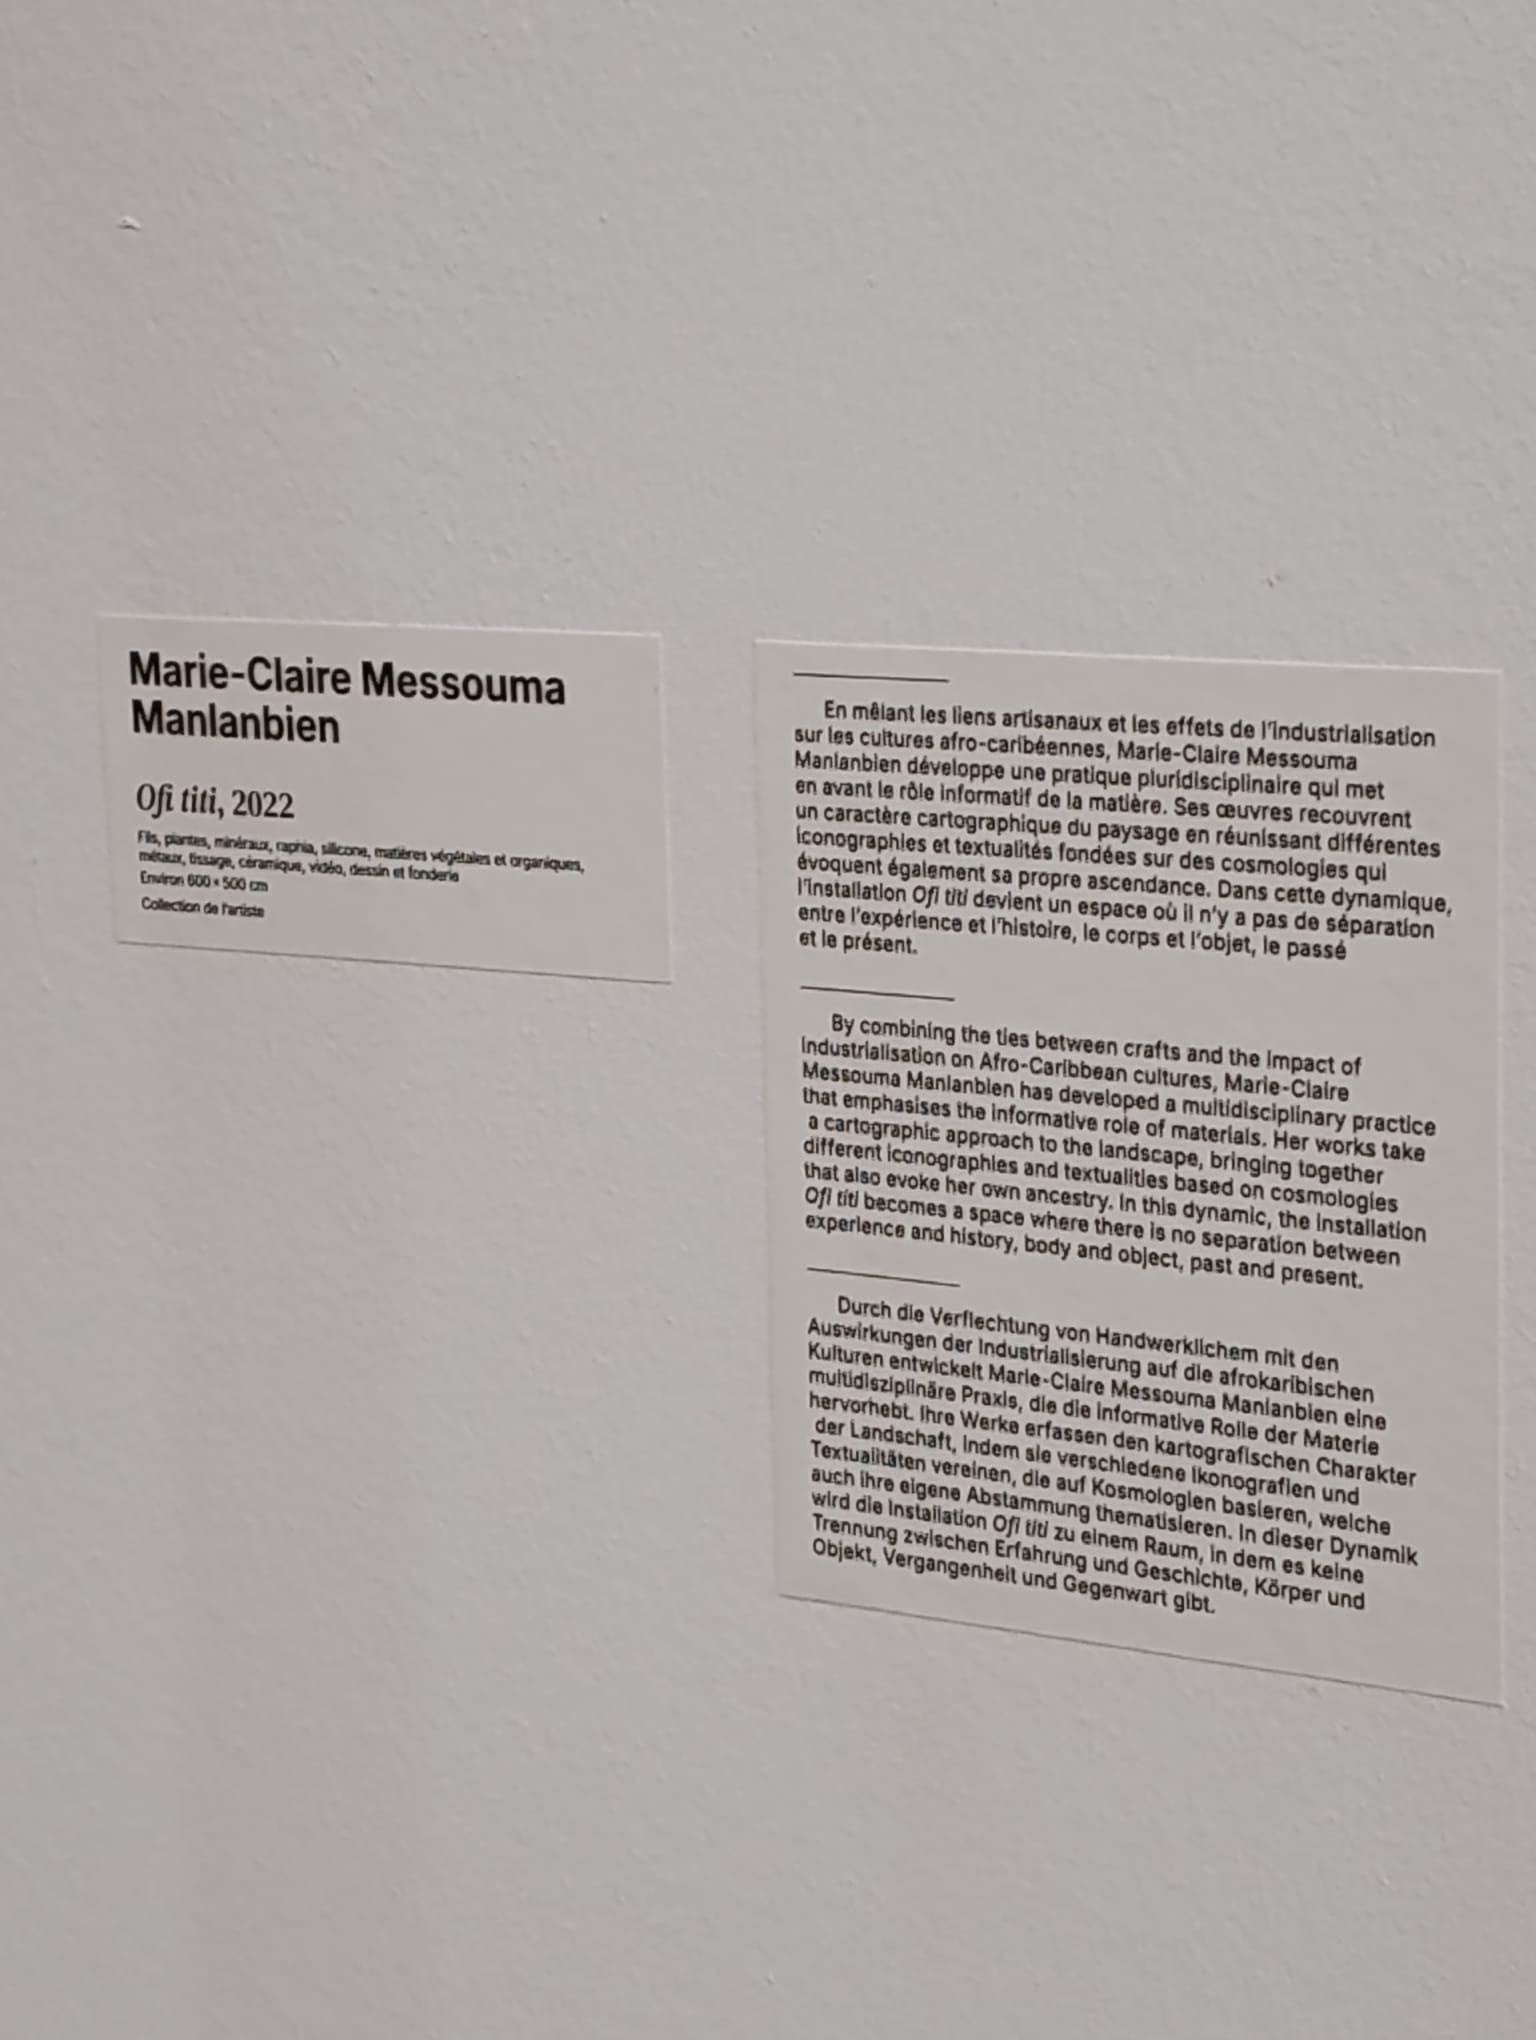 Marie-Claire Messouma
Manlanbien
Ofi titi, 2022
Fils, plantes, minéraux, raphia, silicone, matières végétales et organiques,
métaux, tissage, céramique, vidéo, dessin et fonderie
Environ 600 × 500 cm
Collection de l'artiste
En mêlant les liens artisanaux et les effets de l'industrialisation
sur les cultures afro-caribéennes, Marie-Claire Messouma
Manlanbien développe une pratique pluridisciplinaire qui met
en avant le rôle informatif de la matière. Ses œuvres recouvrent
un caractère cartographique du paysage en réunissant différentes
iconographies et textualités fondées sur des cosmologies qui
évoquent également sa propre ascendance. Dans cette dynamique,
l'installation Ofi titi devient un espace où il n'y a pas de séparation
entre l'expérience et l'histoire, le corps et l'objet, le passé
et le présent.
By combining the ties between crafts and the impact of
industrialisation on Afro-Caribbean cultures, Marie-Claire
Messouma Manlanbien has developed a multidisciplinary practice
that emphasises the informative role of materials. Her works take
a cartographic approach to the landscape, bringing together
different iconographies and textualities based on cosmologies
that also evoke her own ancestry. In this dynamic, the installation
Ofi titi becomes a space where there is no separation between
experience and history, body and object, past and present.
Durch die Verflechtung von Handwerklichem mit den
Auswirkungen der Industrialisierung auf die afrokaribischen
Kulturen entwickelt Marie-Claire Messouma Manlanbien eine
multidisziplinäre Praxis, die die informative Rolle der Materie
hervorhebt. Ihre Werke erfassen den kartografischen Charakter
der Landschaft, indem sie verschiedene Ikonografien und
Textualitäten vereinen, die auf Kosmologien basieren, welche
auch ihre eigene Abstammung thematisieren. In dieser Dynamik
wird die Installation Ofi titi zu einem Raum, in dem es keine
Trennung zwischen Erfahrung und Geschichte, Körper und
Objekt, Vergangenheit und Gegenwart gibt.